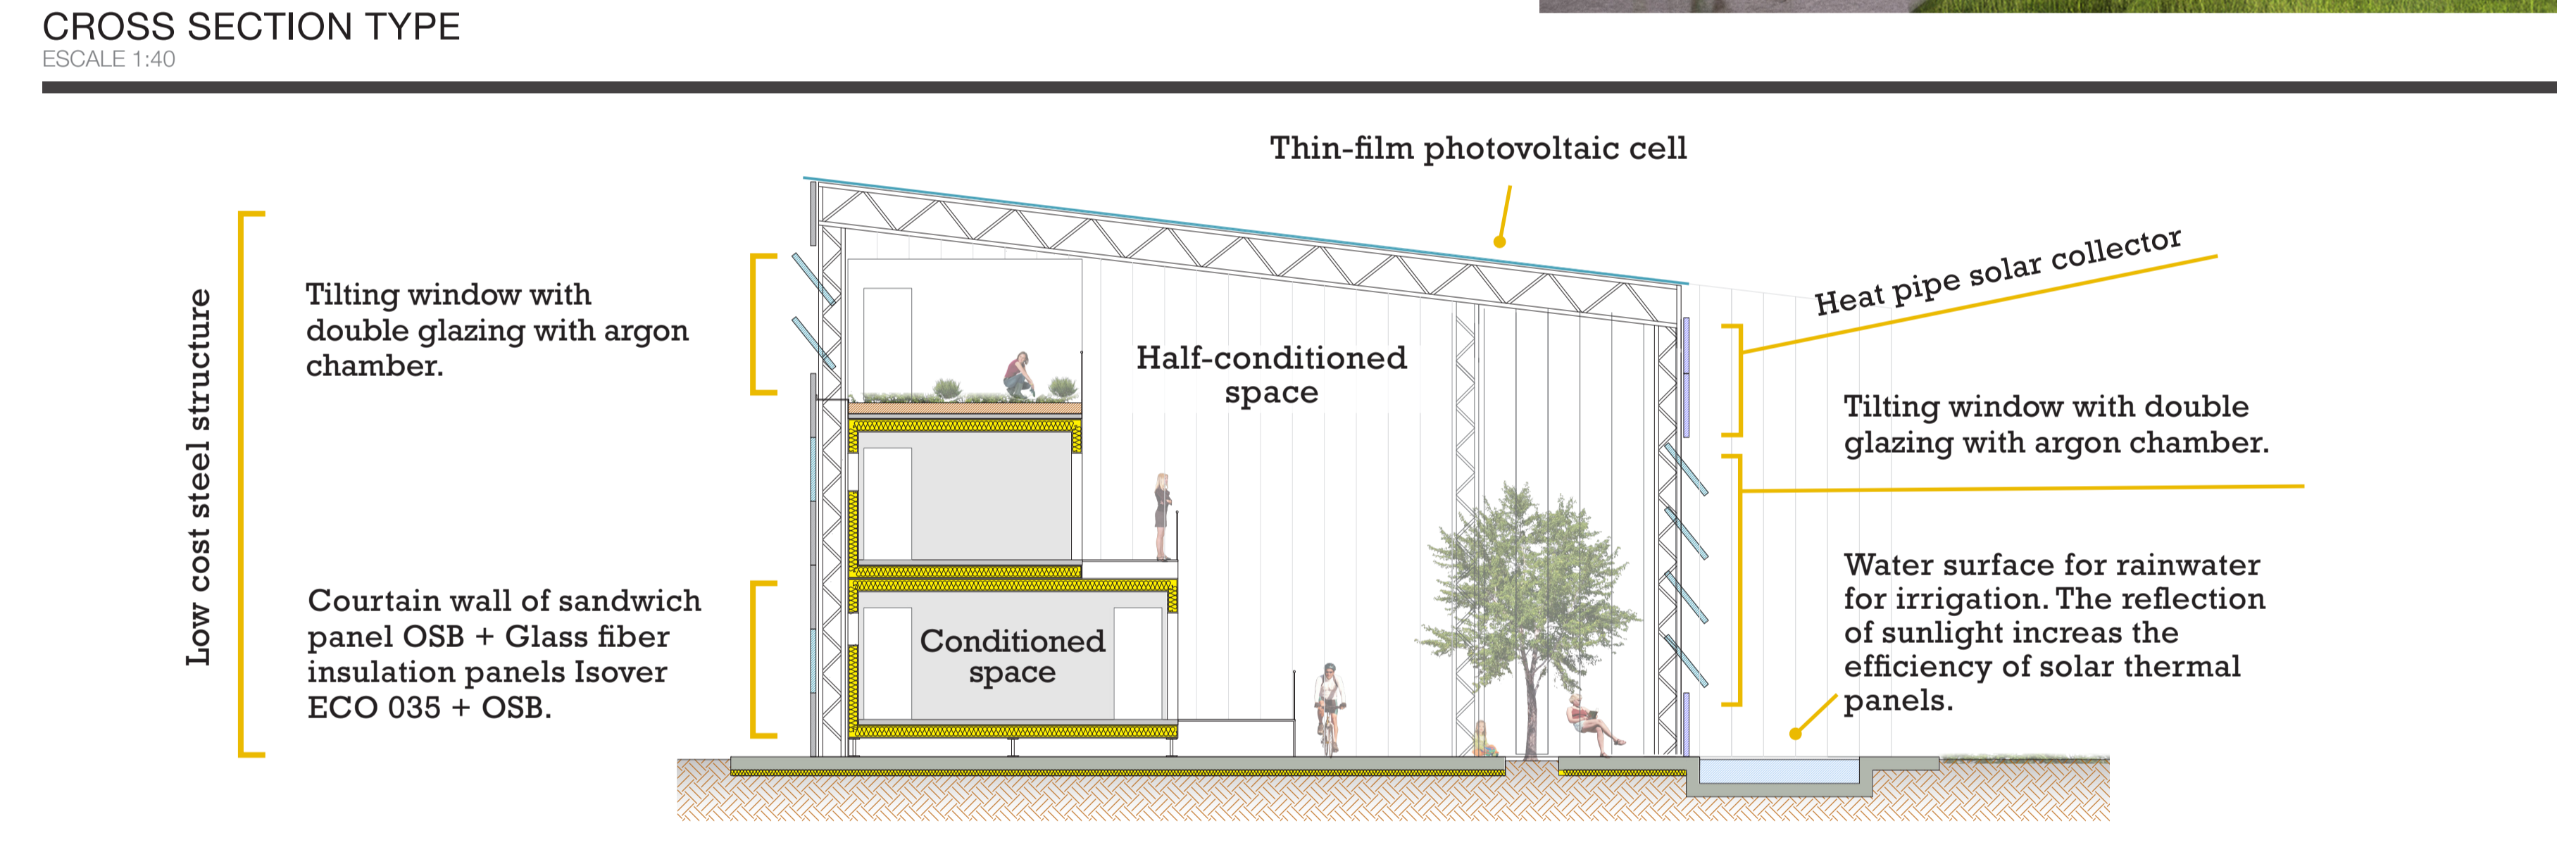 CROSS SECTION TYPE
ESCALE 1:40
Thin-film photovoltaic cell
Low cost steel structure
Tilting window with
double glazing with argon
chamber.
Courtain wall of sandwich
panel OSB + Glass fiber
insulation panels Isover
ECO 035 + OSB.
Half-conditioned
space
Conditioned
space
Heat pipe solar collector
Tilting window with double
glazing with argon chamber.
Water surface for rainwater
for irrigation. The reflection
of sunlight increas the
efficiency of solar thermal
panels.